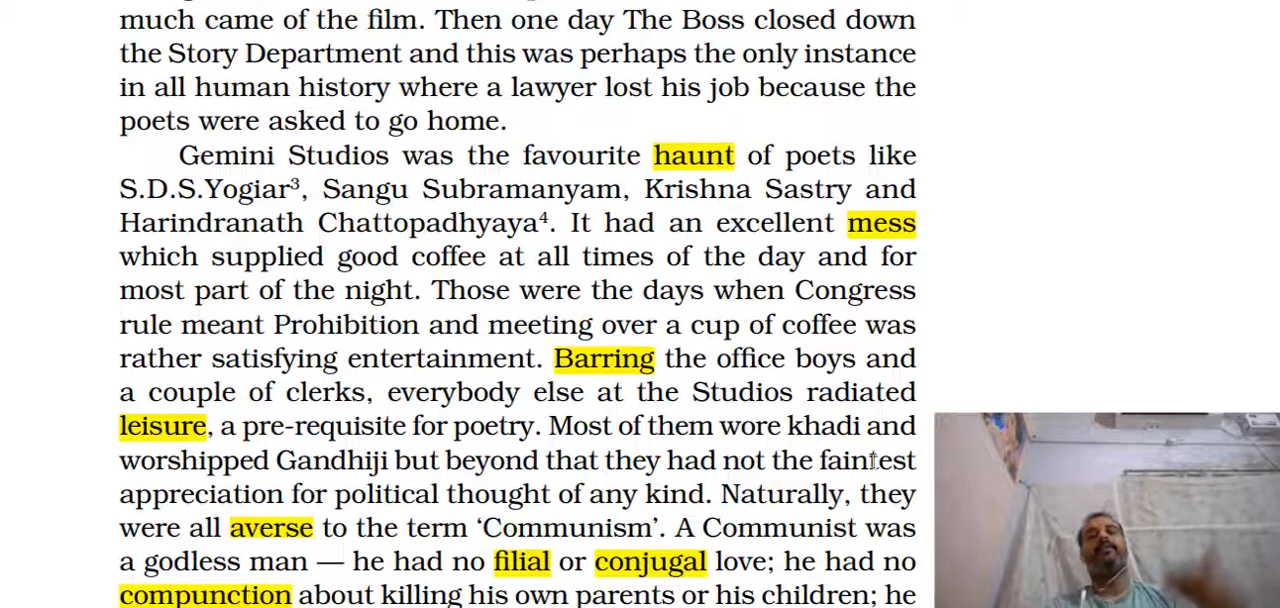 much came of the film. Then one day The Boss closed down
the Story Department and this was perhaps the only instance
in all human history where a lawyer lost his job because the
poets were asked to go home.
Gemini Studios was the favourite haunt of poets like
S.D.S.Yogiar³, Sangu Subramanyam, Krishna Sastry and
Harindranath Chattopadhyaya⁴. It had an excellent mess
which supplied good coffee at all times of the day and for
most part of the night. Those were the days when Congress
rule meant Prohibition and meeting over a cup of coffee was
rather satisfying entertainment. Barring the office boys and
a couple of clerks, everybody else at the Studios radiated
leisure, a pre-requisite for poetry. Most of them wore khadi and
worshipped Gandhiji but beyond that they had not the faintest
appreciation for political thought of any kind. Naturally, they
were all averse to the term ‘Communism’. A Communist was
a godless man — he had no filial or conjugal love; he had no
compunction about killing his own parents or his children; he